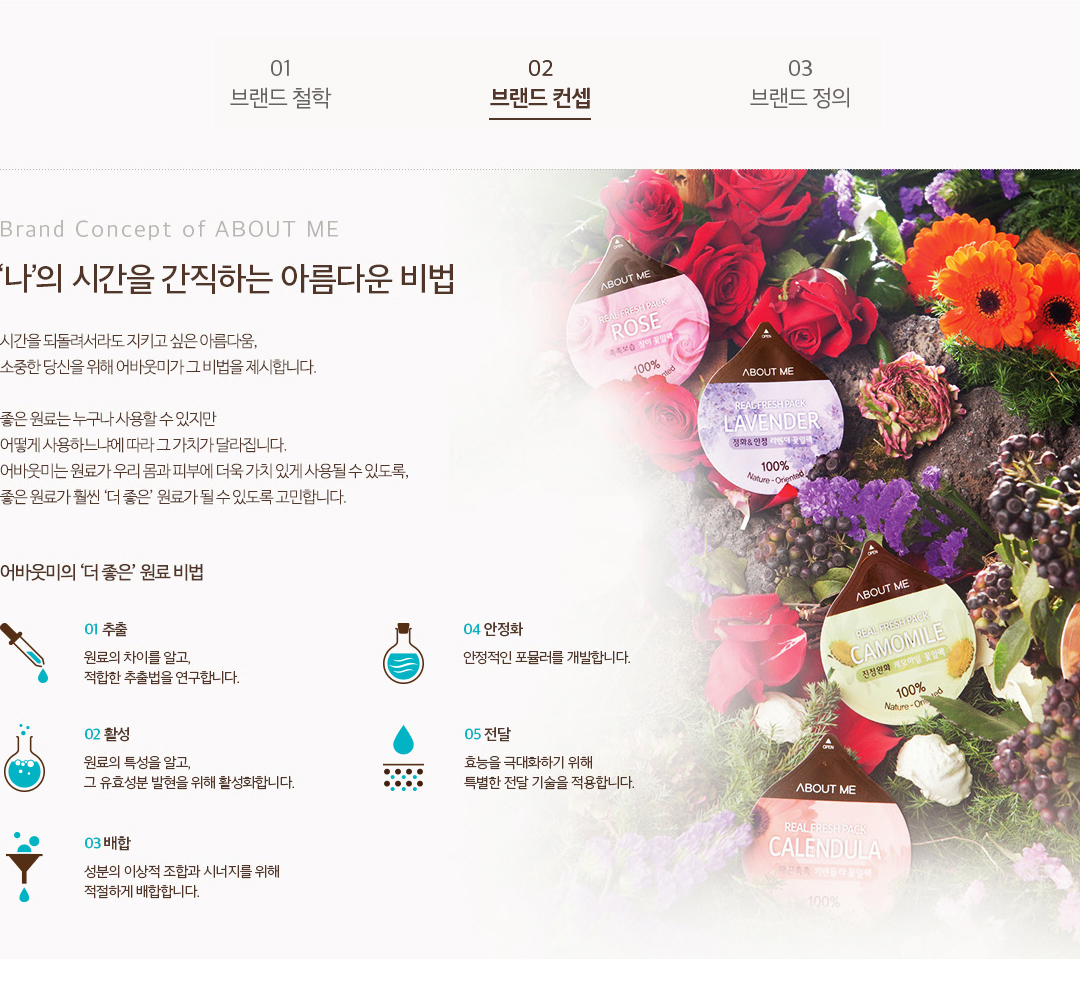 01
브랜드 철학
02
브랜드 컨셉
03
브랜드 정의
Brand Concept of ABOUT ME
‘나’의 시간을 간직하는 아름다운 비법
시간을 되돌려서라도 지키고 싶은 아름다움,
소중한 당신을 위해 어바웃미가 그 비법을 제시합니다.
좋은 원료는 누구나 사용할 수 있지만
어떻게 사용하느냐에 따라 그 가치가 달라집니다.
어바웃미는 원료가 우리 몸과 피부에 더욱 가치 있게 사용될 수 있도록,
좋은 원료가 훨씬 ‘더 좋은’ 원료가 될 수 있도록 고민합니다.
어바웃미의 ‘더 좋은’ 원료 비법
01 추출
원료의 차이를 알고,
적합한 추출법을 연구합니다.
02 활성
원료의 특성을 알고,
그 유효성분 발현을 위해 활성화합니다.
03 배합
성분의 이상적 조합과 시너지를 위해
적절하게 배합합니다.
04 안정화
안정적인 포뮬러를 개발합니다.
05 전달
효능을 극대화하기 위해
특별한 전달 기술을 적용합니다.
ABOUT ME
REAL FRESH PACK
ROSE
촉촉보습 장미 꽃잎팩
100%
OPEN
ABOUT ME
REAL FRESH PACK
LAVENDER
정화&안정 라벤더 꽃잎팩
100%
Nature-Oriented
OPEN
ABOUT ME
REAL FRESH PACK
CAMOMILE
진정완화 캐모마일 꽃잎팩
100%
Nature-Oriented
OPEN
ABOUT ME
REAL FRESH PACK
CALENDULA
카렌듈라 꽃잎팩
100%